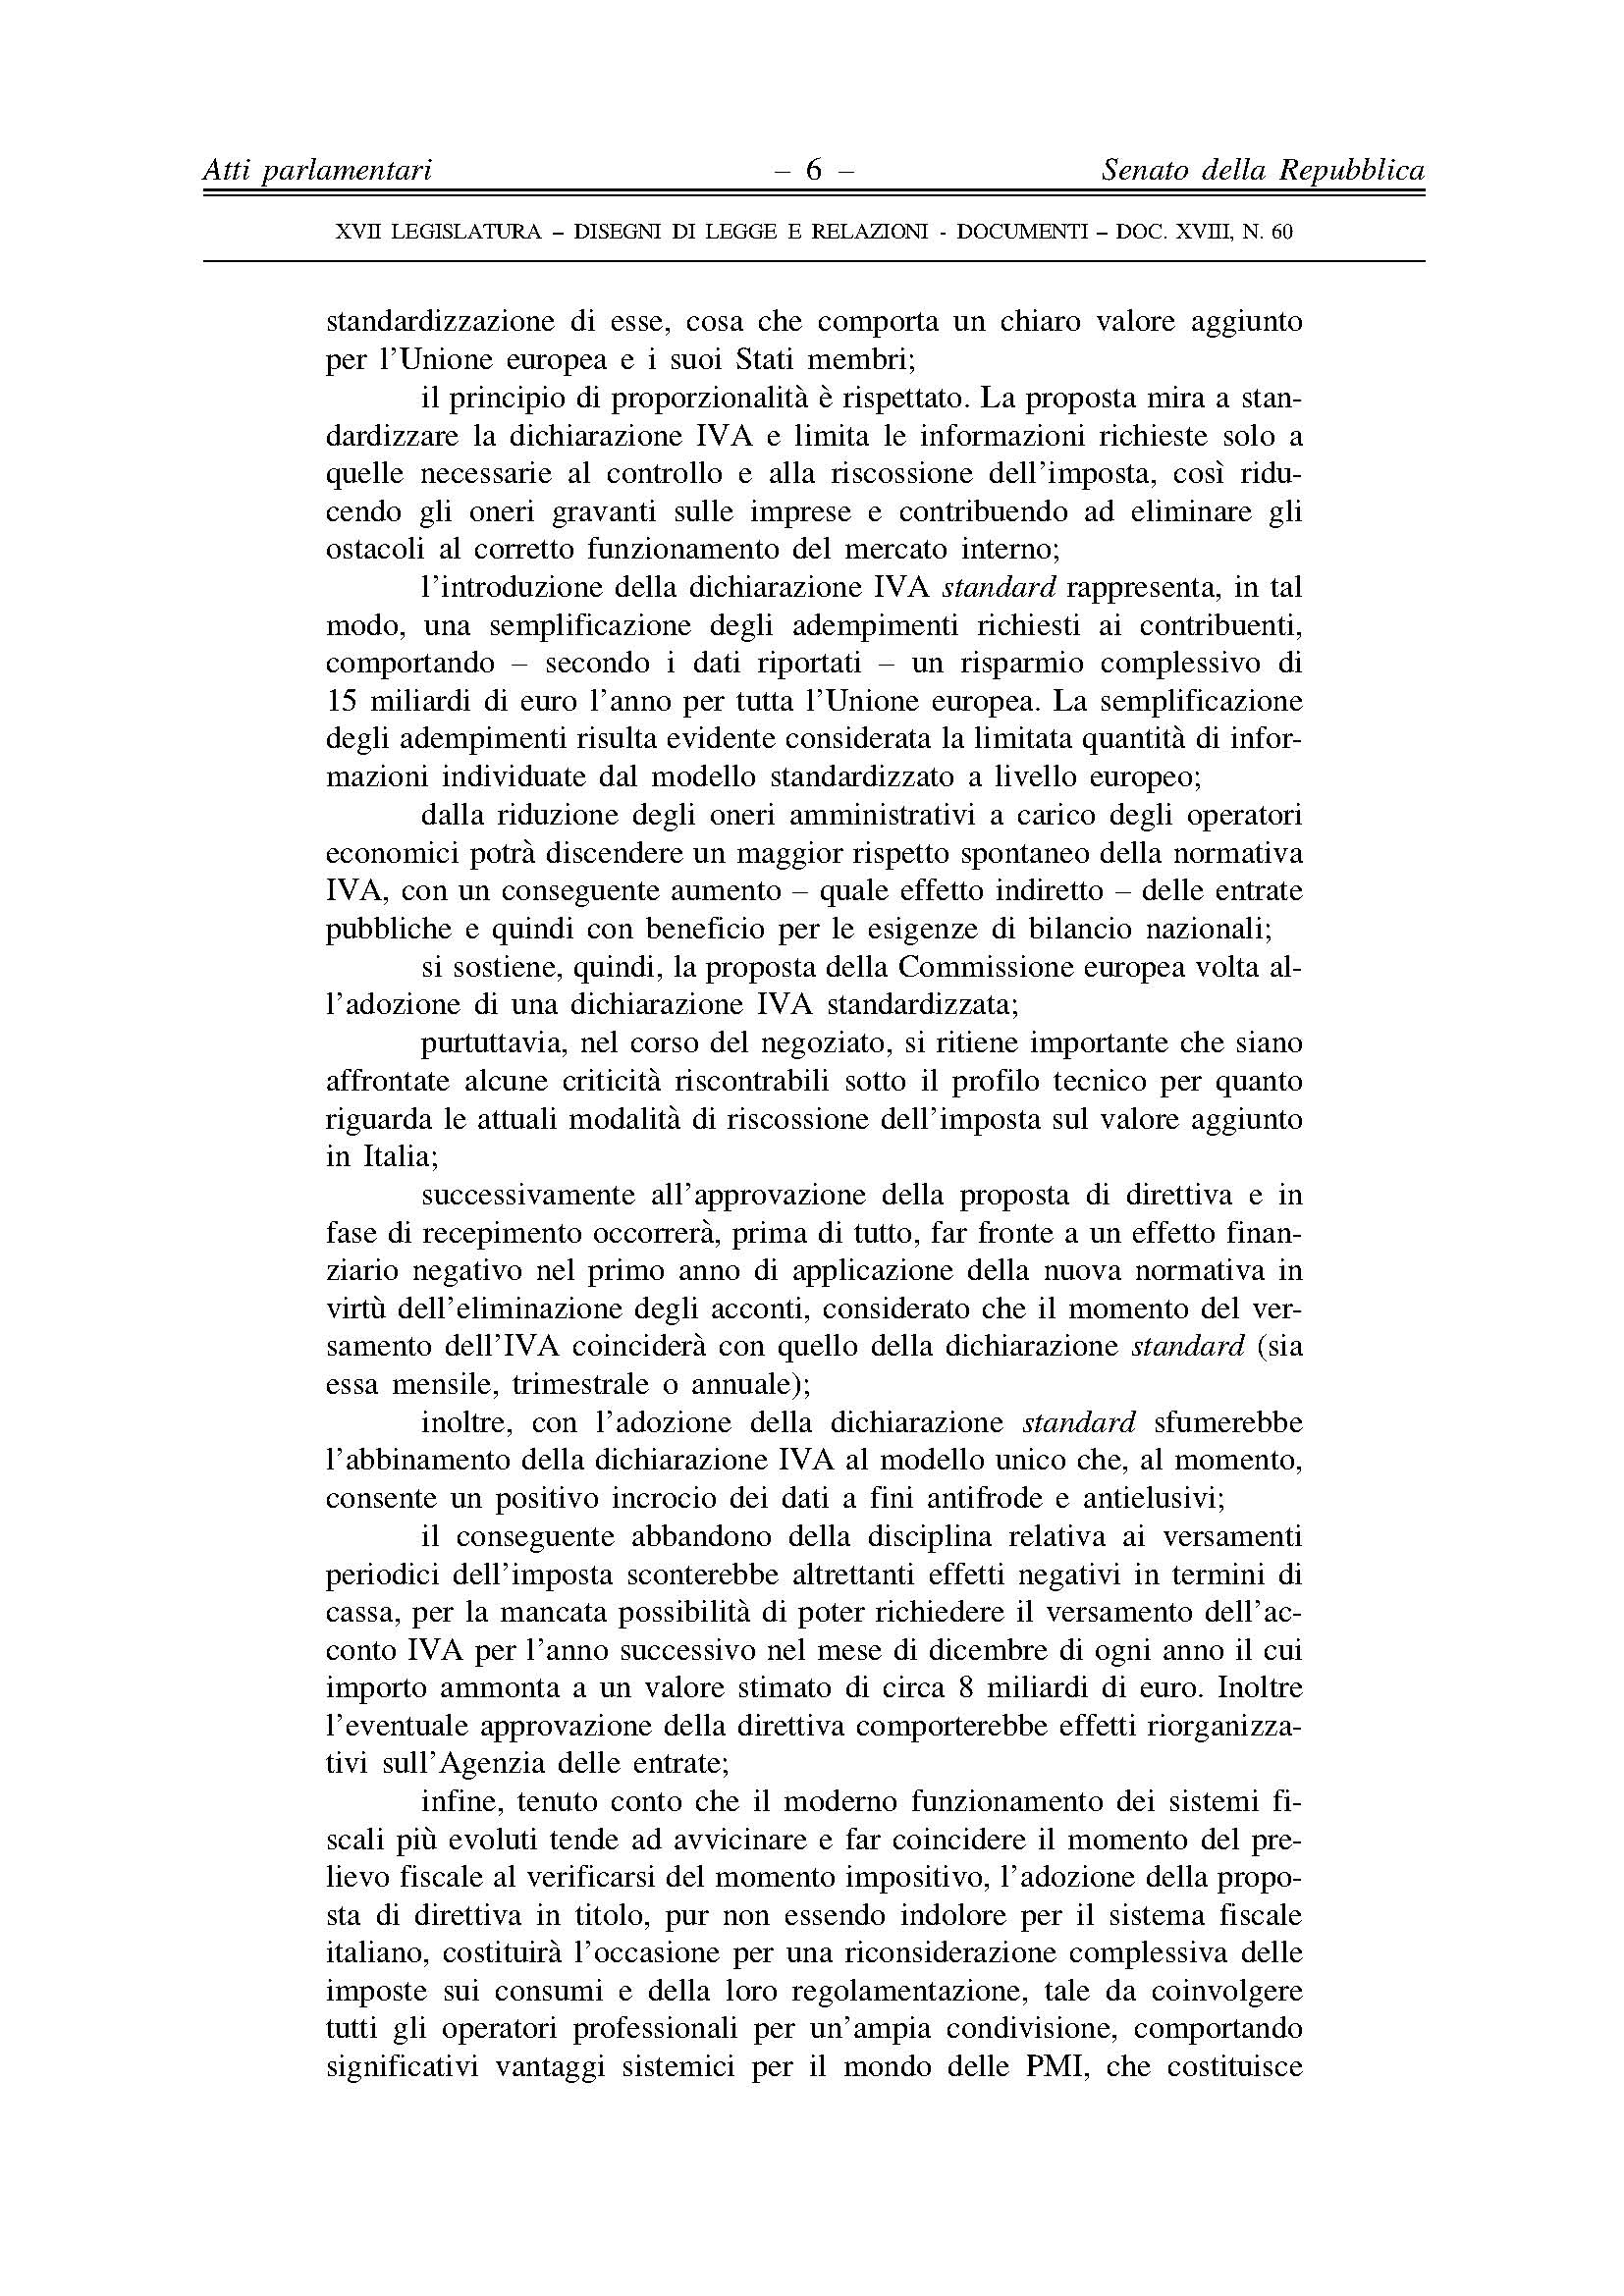 Atti parlamentari – 6 – Senato della Repubblica
XVII LEGISLATURA – DISEGNI DI LEGGE E RELAZIONI - DOCUMENTI – DOC. XVIII, N. 60
standardizzazione di esse, cosa che comporta un chiaro valore aggiunto
per l'Unione europea e i suoi Stati membri;
il principio di proporzionalità è rispettato. La proposta mira a stan-
dardizzare la dichiarazione IVA e limita le informazioni richieste solo a
quelle necessarie al controllo e alla riscossione dell'imposta, così ridu-
cendo gli oneri gravanti sulle imprese e contribuendo ad eliminare gli
ostacoli al corretto funzionamento del mercato interno;
l'introduzione della dichiarazione IVA standard rappresenta, in tal
modo, una semplificazione degli adempimenti richiesti ai contribuenti,
comportando – secondo i dati riportati – un risparmio complessivo di
15 miliardi di euro l'anno per tutta l'Unione europea. La semplificazione
degli adempimenti risulta evidente considerata la limitata quantità di infor-
mazioni individuate dal modello standardizzato a livello europeo;
dalla riduzione degli oneri amministrativi a carico degli operatori
economici potrà discendere un maggior rispetto spontaneo della normativa
IVA, con un conseguente aumento – quale effetto indiretto – delle entrate
pubbliche e quindi con beneficio per le esigenze di bilancio nazionali;
si sostiene, quindi, la proposta della Commissione europea volta al-
l'adozione di una dichiarazione IVA standardizzata;
purtuttavia, nel corso del negoziato, si ritiene importante che siano
affrontate alcune criticità riscontrabili sotto il profilo tecnico per quanto
riguarda le attuali modalità di riscossione dell'imposta sul valore aggiunto
in Italia;
successivamente all'approvazione della proposta di direttiva e in
fase di recepimento occorrerà, prima di tutto, far fronte a un effetto finan-
ziario negativo nel primo anno di applicazione della nuova normativa in
virtù dell'eliminazione degli acconti, considerato che il momento del ver-
samento dell'IVA coinciderà con quello della dichiarazione standard (sia
essa mensile, trimestrale o annuale);
inoltre, con l'adozione della dichiarazione standard sfumerebbe
l'abbinamento della dichiarazione IVA al modello unico che, al momento,
consente un positivo incrocio dei dati a fini antifrode e antielusivi;
il conseguente abbandono della disciplina relativa ai versamenti
periodici dell'imposta sconterebbe altrettanti effetti negativi in termini di
cassa, per la mancata possibilità di poter richiedere il versamento dell'ac-
conto IVA per l'anno successivo nel mese di dicembre di ogni anno il cui
importo ammonta a un valore stimato di circa 8 miliardi di euro. Inoltre
l'eventuale approvazione della direttiva comporterebbe effetti riorganizza-
tivi sull'Agenzia delle entrate;
infine, tenuto conto che il moderno funzionamento dei sistemi fi-
scali più evoluti tende ad avvicinare e far coincidere il momento del pre-
lievo fiscale al verificarsi del momento impositivo, l'adozione della propo-
sta di direttiva in titolo, pur non essendo indolore per il sistema fiscale
italiano, costituirà l'occasione per una riconsiderazione complessiva delle
imposte sui consumi e della loro regolamentazione, tale da coinvolgere
tutti gli operatori professionali per un'ampia condivisione, comportando
significativi vantaggi sistemici per il mondo delle PMI, che costituisce